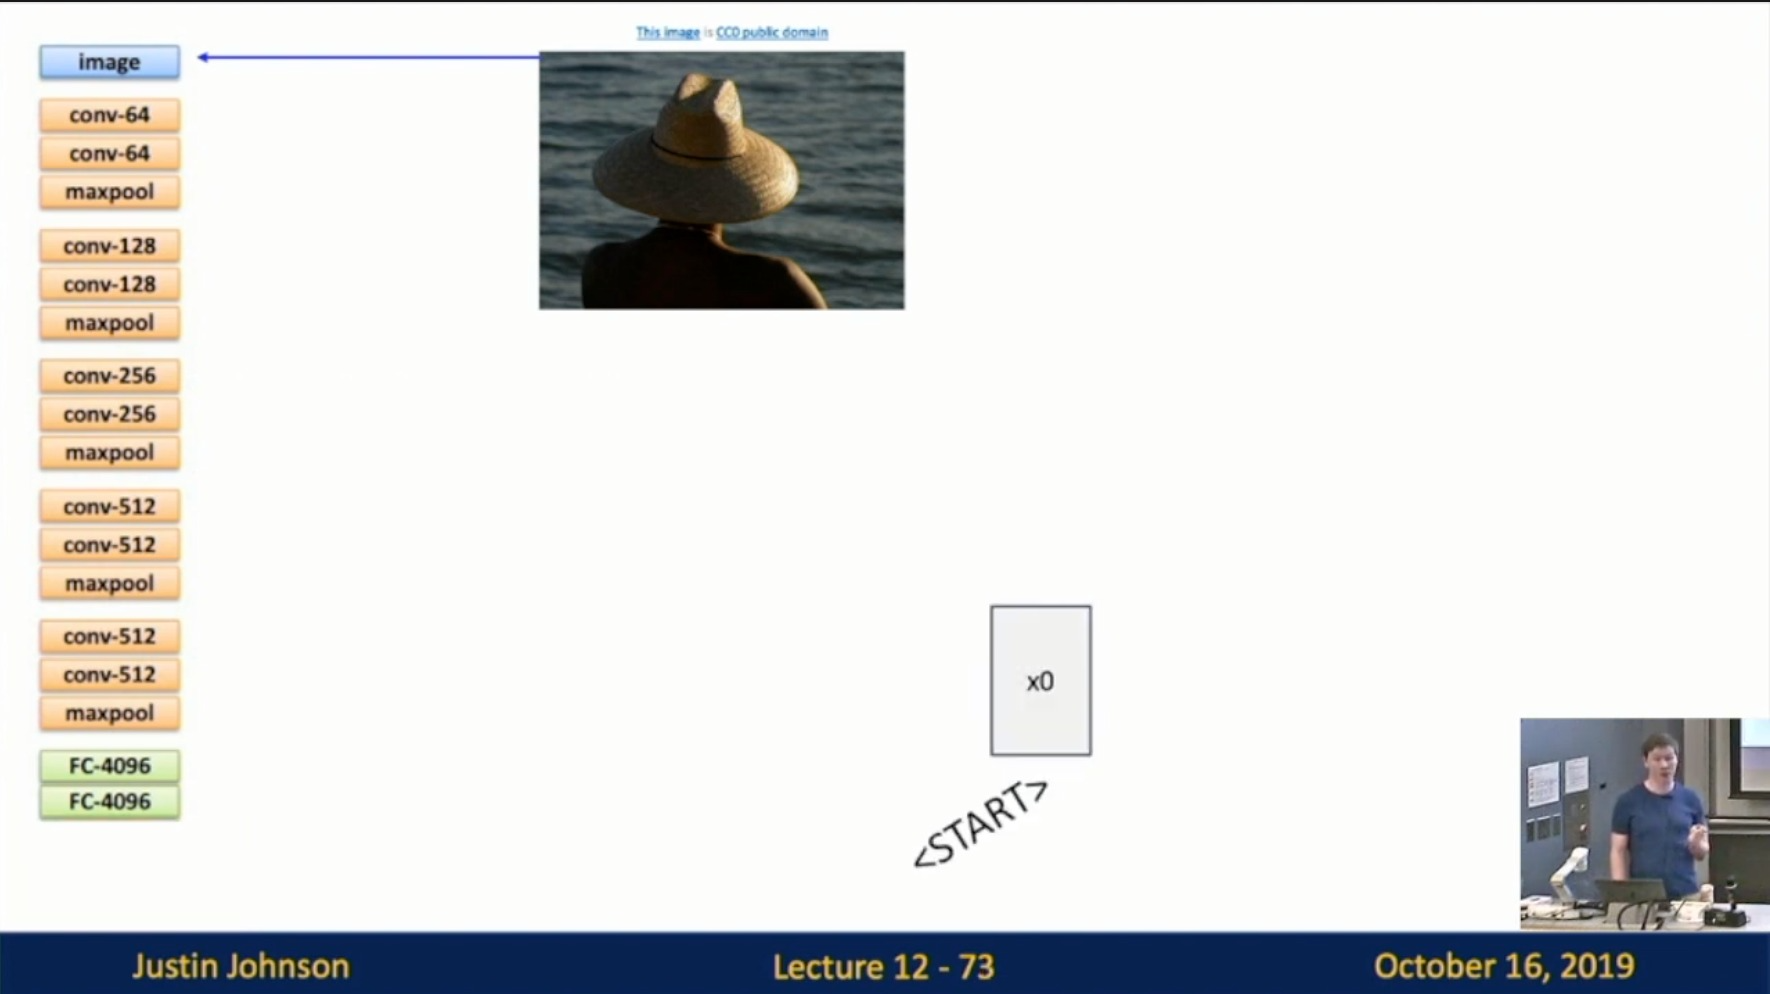 This image is CC0 public domain
image
conv-64
conv-64
maxpool
conv-128
conv-128
maxpool
conv-256
conv-256
maxpool
conv-512
conv-512
maxpool
conv-512
conv-512
maxpool
FC-4096
FC-4096
x0
<START>
Justin Johnson
Lecture 12 - 73
October 16, 2019